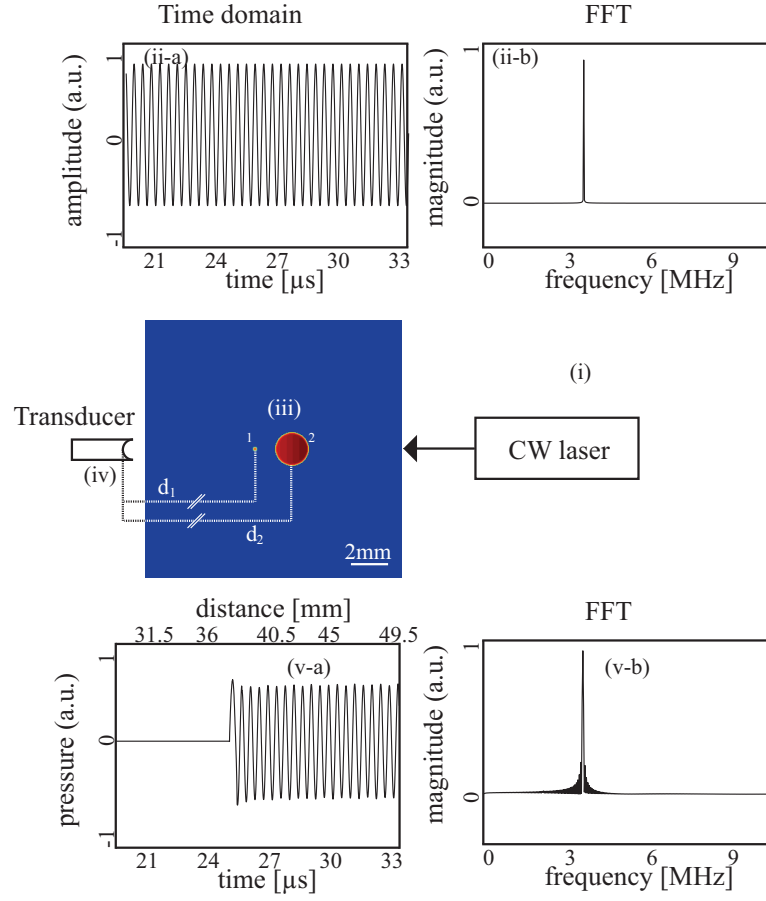 Time domain
FFT
(ii-a)
1
0
-1
amplitude (a.u.)
21 24 27 30 33
time [µs]
(ii-b)
1
0
magnitude (a.u.)
0 3 6 9
frequency [MHz]
(i)
Transducer
(iv)
(iii)
1
2
d1
d2
2mm
CW laser
distance [mm]
31.5 36 40.5 45 49.5
FFT
(v-a)
1
0
-1
pressure (a.u.)
21 24 27 30 33
time [µs]
(v-b)
1
0
magnitude (a.u.)
0 3 6 9
frequency [MHz]